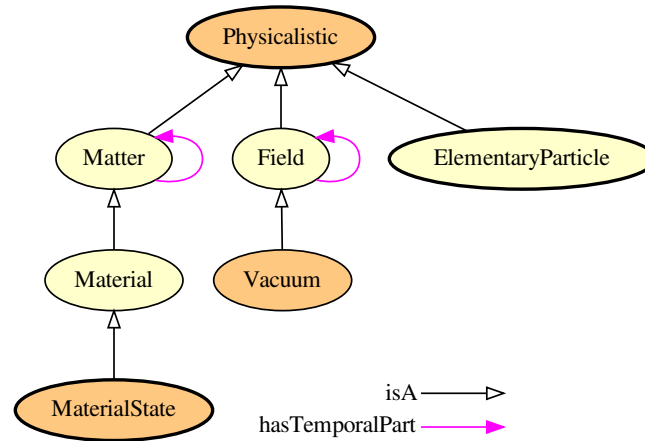 Physicalistic
Matter
Field
ElementaryParticle
Material
Vacuum
MaterialState
isA
hasTemporalPart